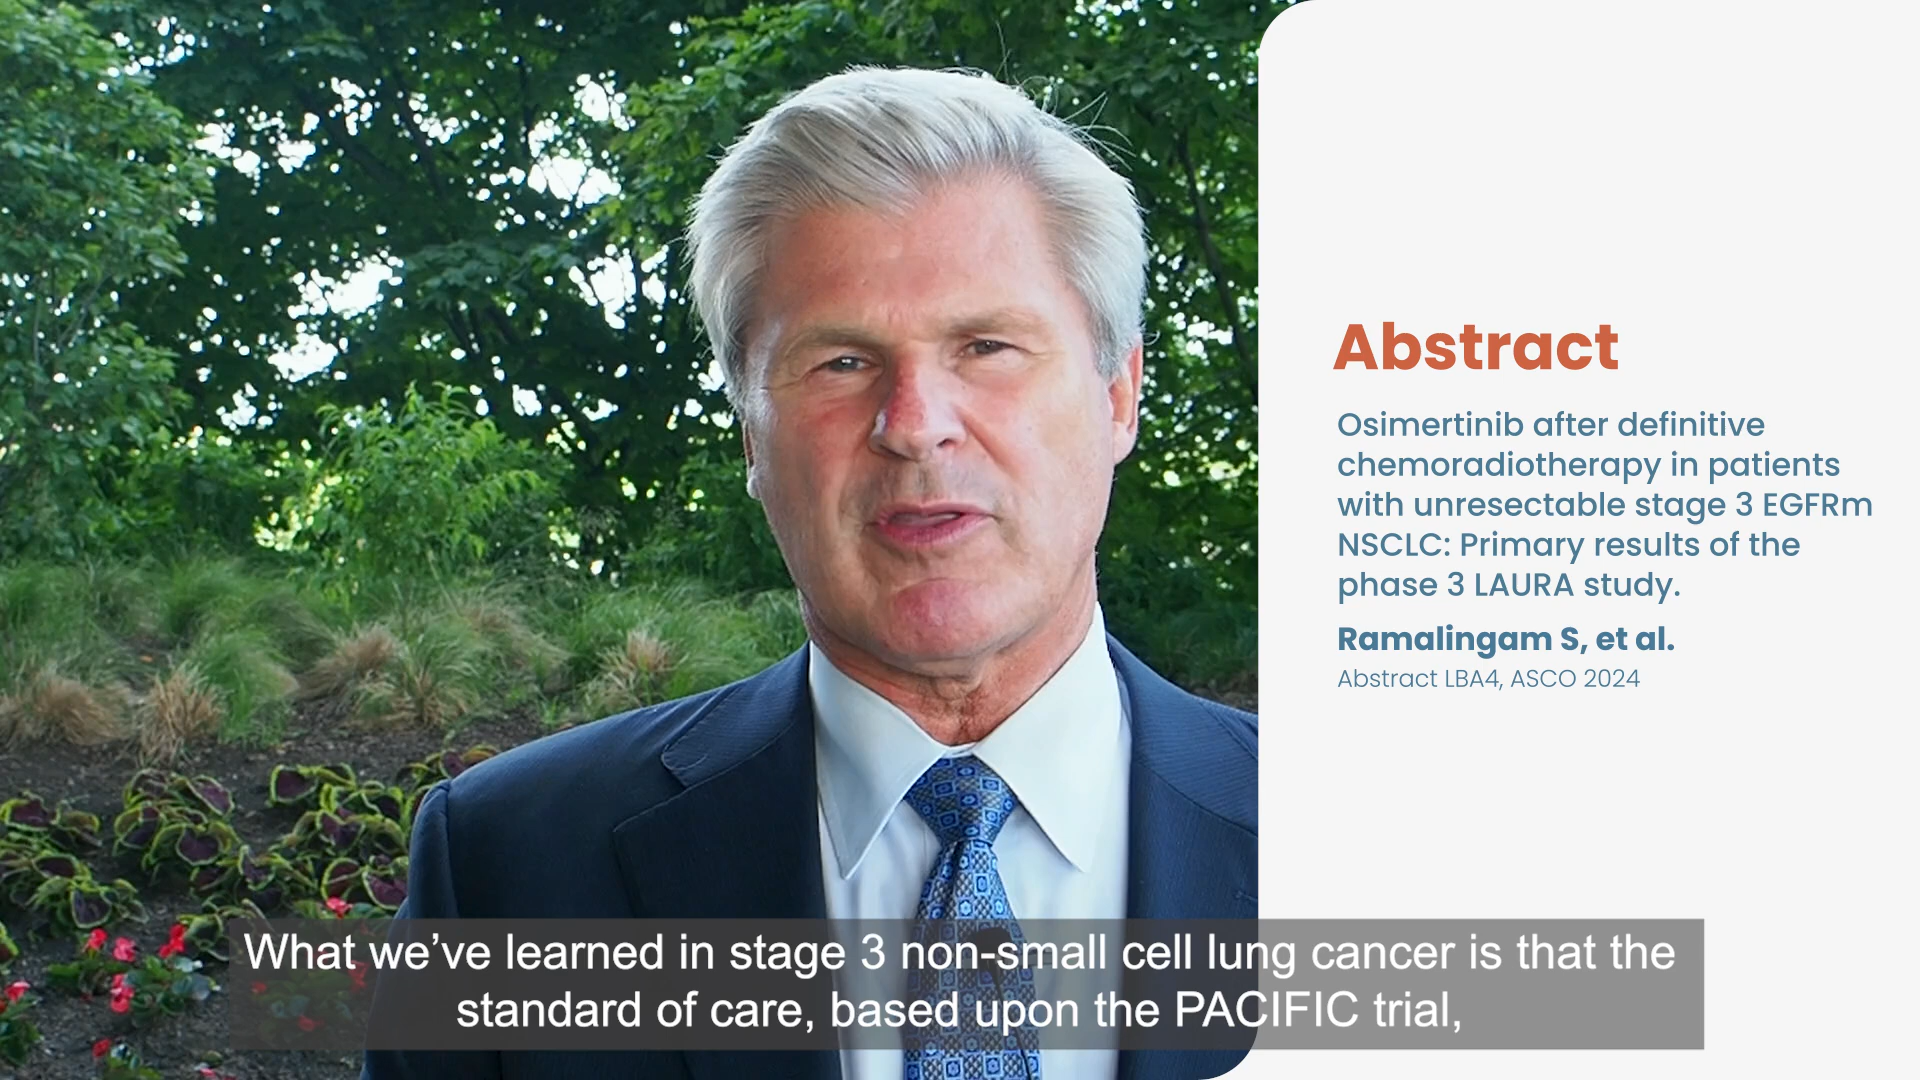 Abstract
Osimertinib after definitive
chemoradiotherapy in patients
with unresectable stage 3 EGFRm
NSCLC: Primary results of the
phase 3 LAURA study.
Ramalingam S, et al.
Abstract LBA4, ASCO 2024
What we’ve learned in stage 3 non-small cell lung cancer is that the
standard of care, based upon the PACIFIC trial,